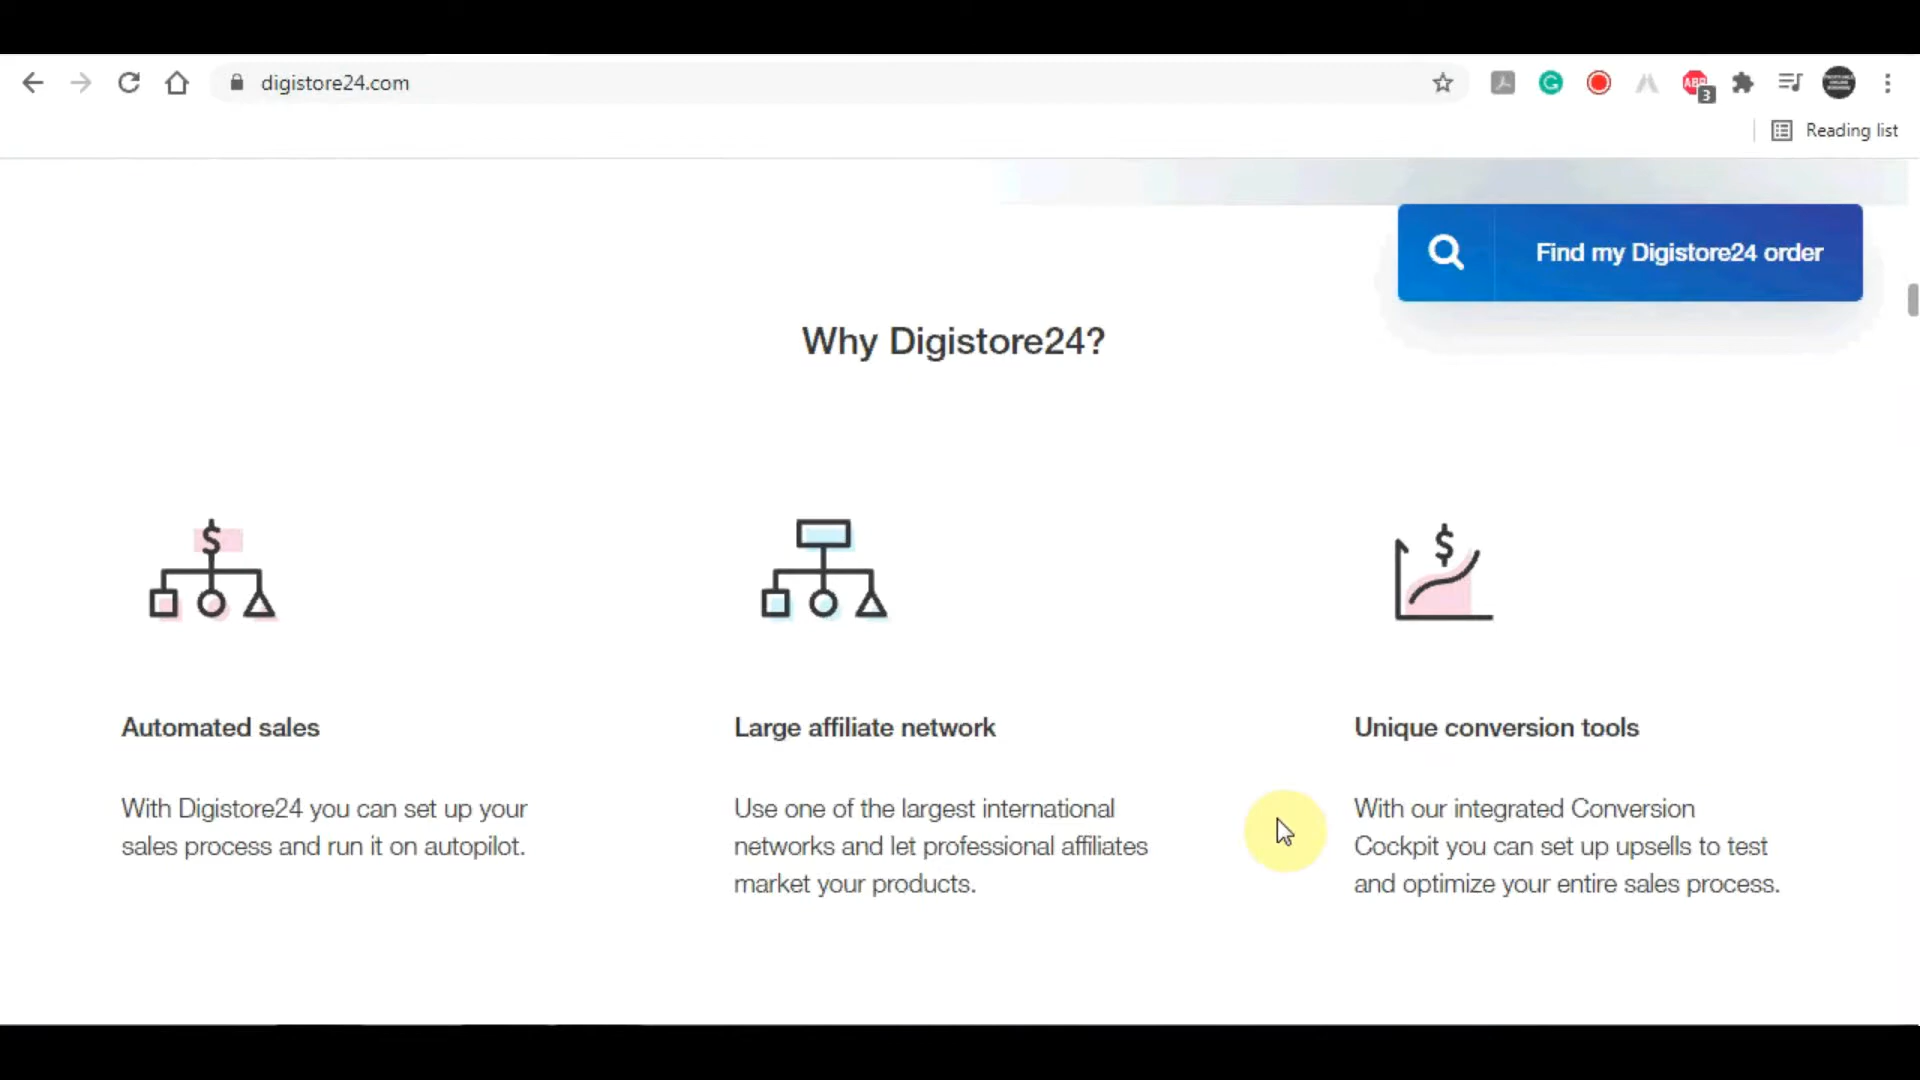 digistore24.com
ABP
3
Reading list
Find my Digistore24 order
Why Digistore24?
$
$
Automated sales
Large affiliate network
Unique conversion tools
With Digistore24 you can set up your
sales process and run it on autopilot.
Use one of the largest international
networks and let professional affiliates
market your products.
With our integrated Conversion
Cockpit you can set up upsells to test
and optimize your entire sales process.